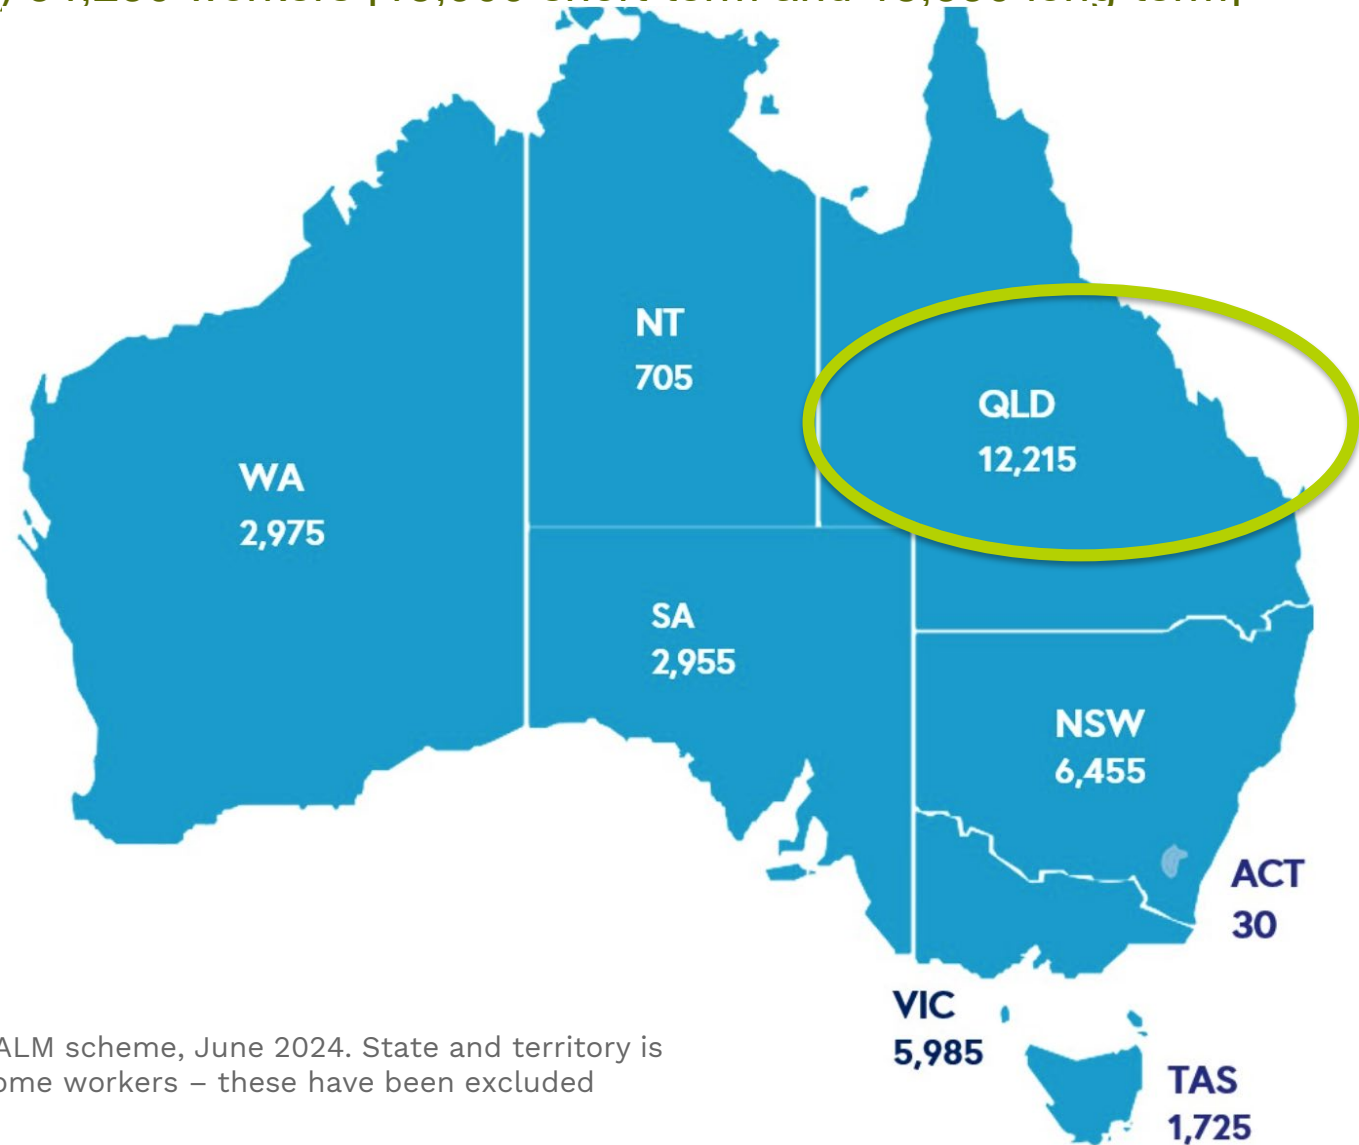 NT
705
QLD
12,215
WA
2,975
SA
2,955
NSW
6,455
ACT
30
VIC
5,985
TAS
1,725
ALM scheme, June 2024. State and territory is
ome workers – these have been excluded